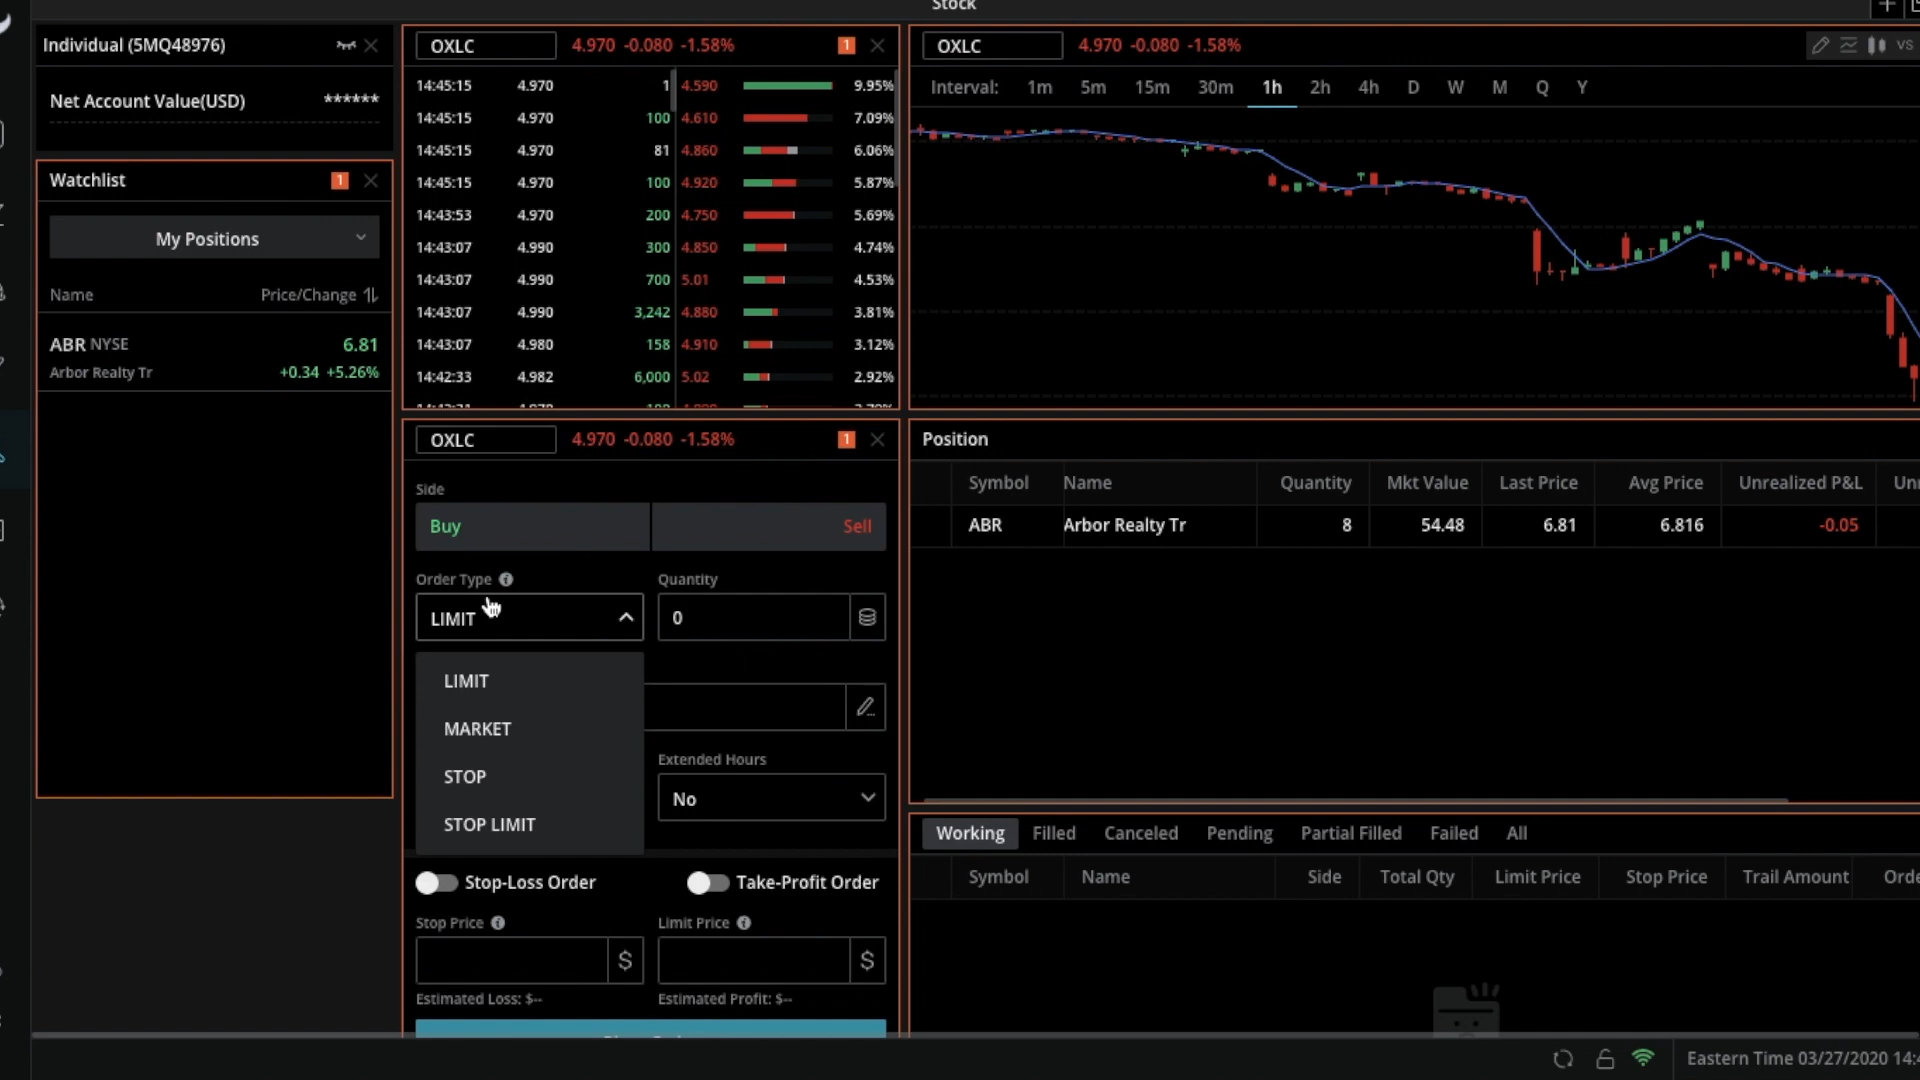 Stock
Individual (5MQ48976)
Net Account Value(USD) ******
Watchlist 1
My Positions
Name Price/Change
ABR NYSE 6.81
Arbor Realty Tr +0.34 +5.26%
OXLC 4.970 -0.080 -1.58% 1
14:45:15 4.970 1 4.590 9.95%
14:45:15 4.970 100 4.610 7.09%
14:45:15 4.970 81 4.860 6.06%
14:45:15 4.970 100 4.920 5.87%
14:43:53 4.970 200 4.750 5.69%
14:43:07 4.990 300 4.850 4.74%
14:43:07 4.990 700 5.01 4.53%
14:43:07 4.990 3,242 4.880 3.81%
14:43:07 4.980 158 4.910 3.12%
14:42:33 4.982 6,000 5.02 2.92%
OXLC 4.970 -0.080 -1.58% 1
Side
Buy Sell
Order Type Quantity
LIMIT 0
LIMIT
MARKET
STOP
STOP LIMIT
Extended Hours
No
Stop-Loss Order Take-Profit Order
Stop Price Limit Price
$ $
Estimated Loss: $-- Estimated Profit: $--
OXLC 4.970 -0.080 -1.58% VS
Interval: 1m 5m 15m 30m 1h 2h 4h D W M Q Y
Position
Symbol Name Quantity Mkt Value Last Price Avg Price Unrealized P&L
ABR Arbor Realty Tr 8 54.48 6.81 6.816 -0.05
Working Filled Canceled Pending Partial Filled Failed All
Symbol Name Side Total Qty Limit Price Stop Price Trail Amount
Eastern Time 03/27/2020 14: